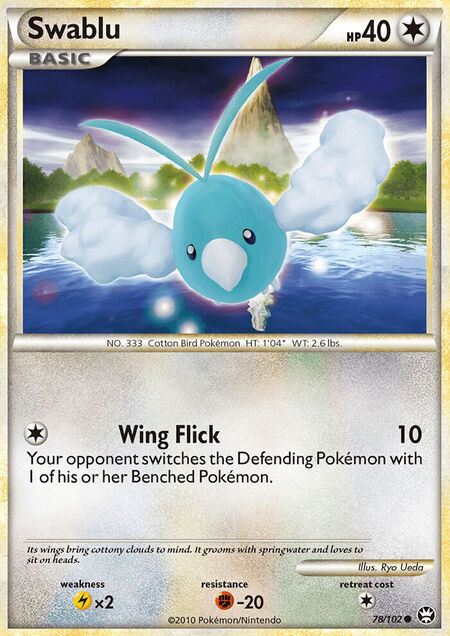 Swablu
HP40
BASIC
NO. 333 Cotton Bird Pokémon HT: 1'04" WT: 2.6 lbs.
Wing Flick 10
Your opponent switches the Defending Pokémon with
1 of his or her Benched Pokémon.
Its wings bring cottony clouds to mind. It grooms with springwater and loves to
sit on heads.
Illus. Ryo Ueda
weakness resistance retreat cost
×2 -20
©2010 Pokémon/Nintendo 78/102